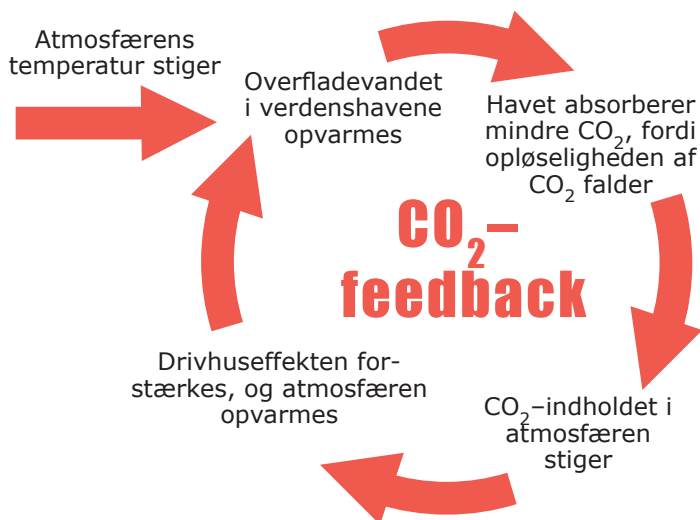 Atmosfærens
temperatur stiger
Overfladevandet
i verdenshavene
opvarmes
Havet absorberer
mindre CO₂, fordi
opløseligheden af
CO₂ falder
CO₂–
feedback
CO₂–indholdet i
atmosfæren
stiger
Drivhuseffekten for-
stærkes, og atmosfæren
opvarmes